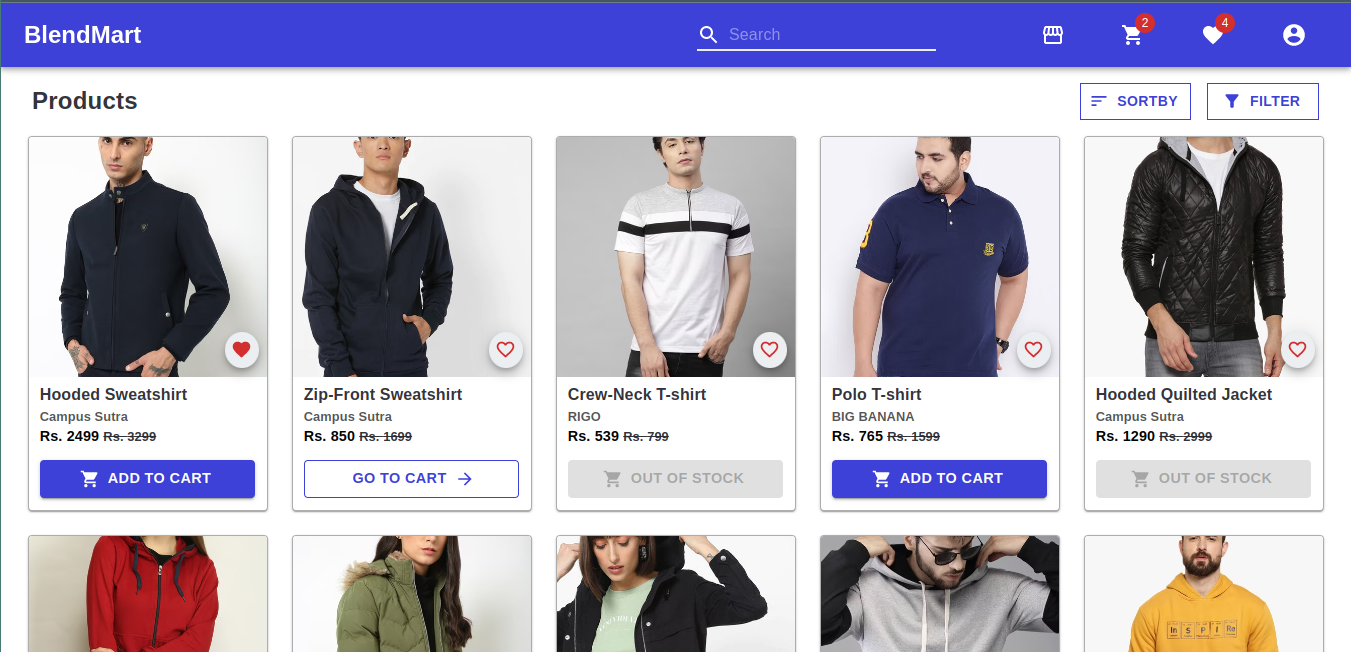 BlendMart
Search
2
4
Products
SORTBY
FILTER
Hooded Sweatshirt
Campus Sutra
Rs. 2499 Rs. 3299
ADD TO CART
Zip-Front Sweatshirt
Campus Sutra
Rs. 850 Rs. 1699
GO TO CART
Crew-Neck T-shirt
RIGO
Rs. 539 Rs. 799
OUT OF STOCK
Polo T-shirt
BIG BANANA
Rs. 765 Rs. 1599
ADD TO CART
Hooded Quilted Jacket
Campus Sutra
Rs. 1290 Rs. 2999
OUT OF STOCK
In S P I Re